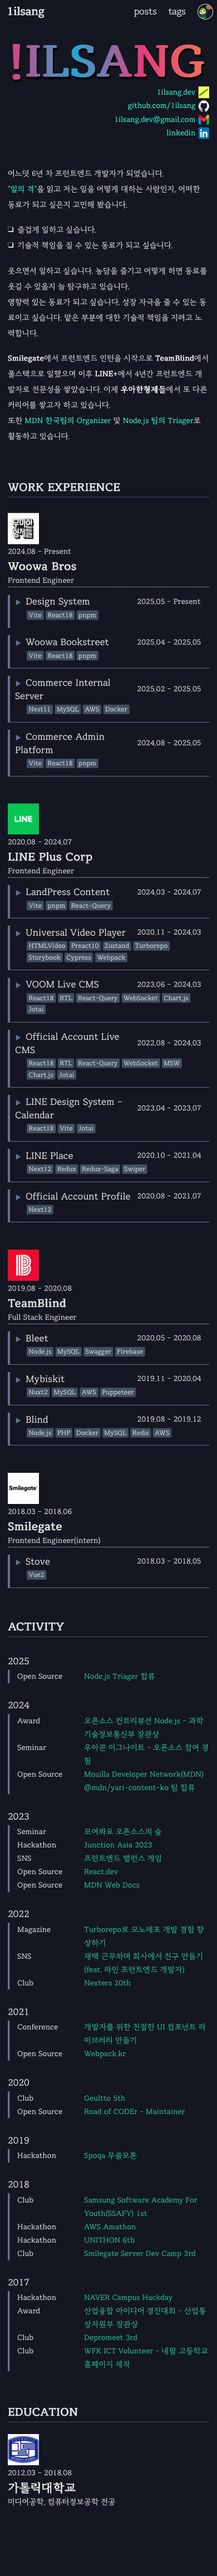 1ilsang
posts tags
!ILSANG
1ilsang.dev
github.com/1ilsang
1ilsang.dev@gmail.com
linkedin
어느덧 6년 차 프런트엔드 개발자가 되었습니다.
"일의 격"을 읽고 저는 일을 어떻게 대하는 사람인지, 어떠한
동료가 되고 싶은지 고민해 봤습니다.
❏ 즐겁게 일하고 싶습니다.
❏ 기술적 책임을 질 수 있는 동료가 되고 싶습니다.
웃으면서 일하고 싶습니다. 농담을 즐기고 어떻게 하면 동료를
웃길 수 있을지 늘 탐구하고 있습니다.
영향력 있는 동료가 되고 싶습니다. 성장 자극을 줄 수 있는 동
료이고 싶습니다. 맡은 부분에 대한 기술적 책임을 지려고 노
력합니다.
Smilegate에서 프런트엔드 인턴을 시작으로 TeamBlind에서
풀스택으로 일했으며 이후 LINE+에서 4년간 프런트엔드 개
발자로 전문성을 쌓았습니다. 이제 우아한형제들에서 또 다른
커리어를 쌓고자 하고 있습니다.
또한 MDN 한국팀의 Organizer 및 Node.js 팀의 Triager로
활동하고 있습니다.
WORK EXPERIENCE
2024.08 - Present
Woowa Bros
Frontend Engineer
▶ Design System 2025.05 - Present
Vite React18 pnpm
▶ Woowa Bookstreet 2025.04 - 2025.05
Vite React18 pnpm
▶ Commerce Internal
Server 2025.02 - 2025.05
Nest11 MySQL AWS Docker
▶ Commerce Admin
Platform 2024.08 - 2025.05
Vite React18 pnpm
LINE
2020.08 - 2024.07
LINE Plus Corp
Frontend Engineer
▶ LandPress Content 2024.03 - 2024.07
Vite pnpm React-Query
▶ Universal Video Player 2020.11 - 2024.03
HTMLVideo Preact10 Zustand Turborepo
Storybook Cypress Webpack
▶ VOOM Live CMS 2023.06 - 2024.03
React18 RTL React-Query WebSocket Chart.js
Jotai
▶ Official Account Live
CMS 2022.08 - 2024.03
React18 RTL React-Query WebSocket MSW
Chart.js Jotai
▶ LINE Design System -
Calendar 2023.04 - 2023.07
React18 Vite Jotai
▶ LINE Place 2020.10 - 2021.04
Next12 Redux Redux-Saga Swiper
▶ Official Account Profile 2020.08 - 2021.07
Next12
2019.08 - 2020.08
TeamBlind
Full Stack Engineer
▶ Bleet 2020.05 - 2020.08
Node.js MySQL Swagger Firebase
▶ Mybiskit 2019.11 - 2020.04
Nuxt2 MySQL AWS Puppeteer
▶ Blind 2019.08 - 2019.12
Node.js PHP Docker MySQL Redis AWS
Smilegate
2018.03 - 2018.06
Smilegate
Frontend Engineer(intern)
▶ Stove 2018.03 - 2018.05
Vue2
ACTIVITY
2025
Open Source Node.js Triager 합류
2024
Award 오픈소스 컨트리뷰션 Node.js - 과학
기술정보통신부 장관상
Seminar 우아콘 이그나이트 - 오픈소스 참여 경
험
Open Source Mozilla Developer Network(MDN)
@mdn/yari-content-ko 팀 합류
2023
Seminar 모여봐요 오픈소스의 숲
Hackathon Junction Asia 2023
SNS 프런트엔드 밸런스 게임
Open Source React.dev
Open Source MDN Web Docs
2022
Magazine Turborepo로 모노레포 개발 경험 향
상하기
SNS 재택 근무하며 회사에서 친구 만들기
(feat. 라인 프런트엔드 개발자)
Club Nexters 20th
2021
Conference 개발자를 위한 친절한 UI 컴포넌트 라
이브러리 만들기
Open Source Webpack.kr
2020
Club Geultto 5th
Open Source Road of CODEr - Maintainer
2019
Hackathon Spoqa 무쓸모톤
2018
Club Samsung Software Academy For
Youth(SSAFY) 1st
Hackathon AWS Amathon
Hackathon UNITHON 6th
Club Smilegate Server Dev Camp 3rd
2017
Hackathon NAVER Campus Hackday
Award 산업융합 아이디어 경진대회 - 산업통
상자원부 장관상
Club Depromeet 3rd
Club WFK ICT Volunteer - 네팔 고등학교
홈페이지 제작
EDUCATION
2012.03 - 2018.08
가톨릭대학교
미디어공학, 컴퓨터정보공학 전공